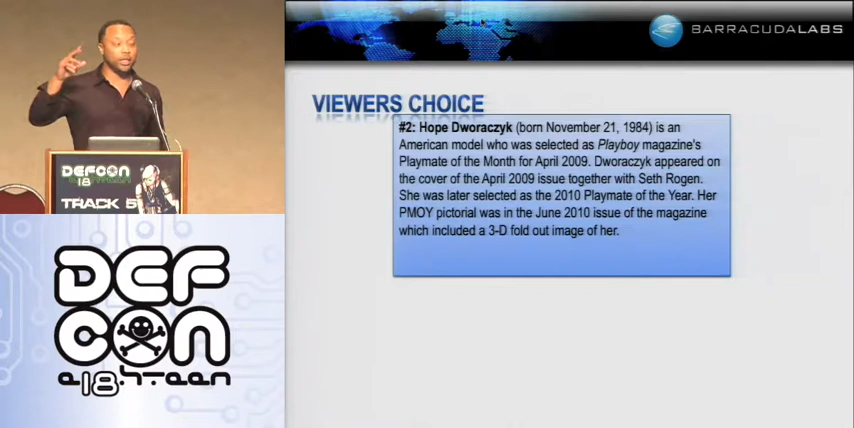 BARRACUDALABS
VIEWERS CHOICE
#2: Hope Dworaczyk (born November 21, 1984) is an
American model who was selected as Playboy magazine's
Playmate of the Month for April 2009. Dworaczyk appeared on
the cover of the April 2009 issue together with Seth Rogen.
She was later selected as the 2010 Playmate of the Year. Her
PMOY pictorial was in the June 2010 issue of the magazine
which included a 3-D fold out image of her.
DEFCON
18
TRACK 5
DEF
CON
e18hteen